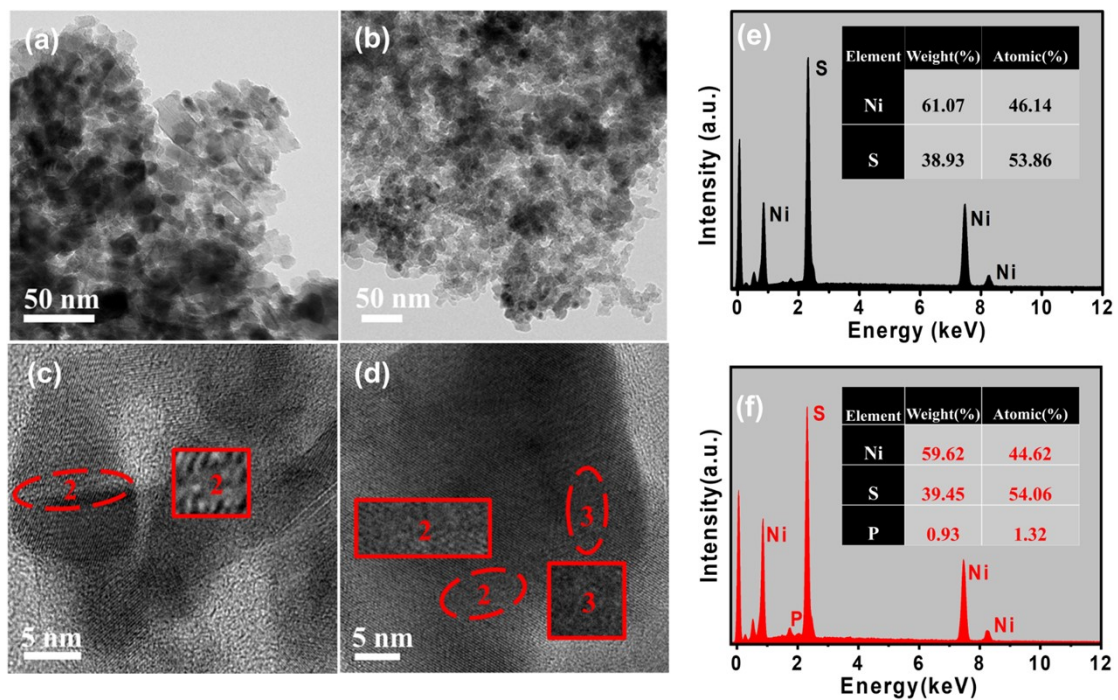 (a)
50 nm
(b)
50 nm
(c)
2
2
5 nm
(d)
2
3
2
3
5 nm
(e)
Intensity (a.u.)
S
Ni
Ni
Ni
Element Weight(%) Atomic(%)
Ni 61.07 46.14
S 38.93 53.86
0 2 4 6 8 10 12
Energy (keV)
(f)
Intensity(a.u.)
S
Ni
P
Ni
Ni
Element Weight(%) Atomic(%)
Ni 59.62 44.62
S 39.45 54.06
P 0.93 1.32
0 2 4 6 8 10 12
Energy(keV)